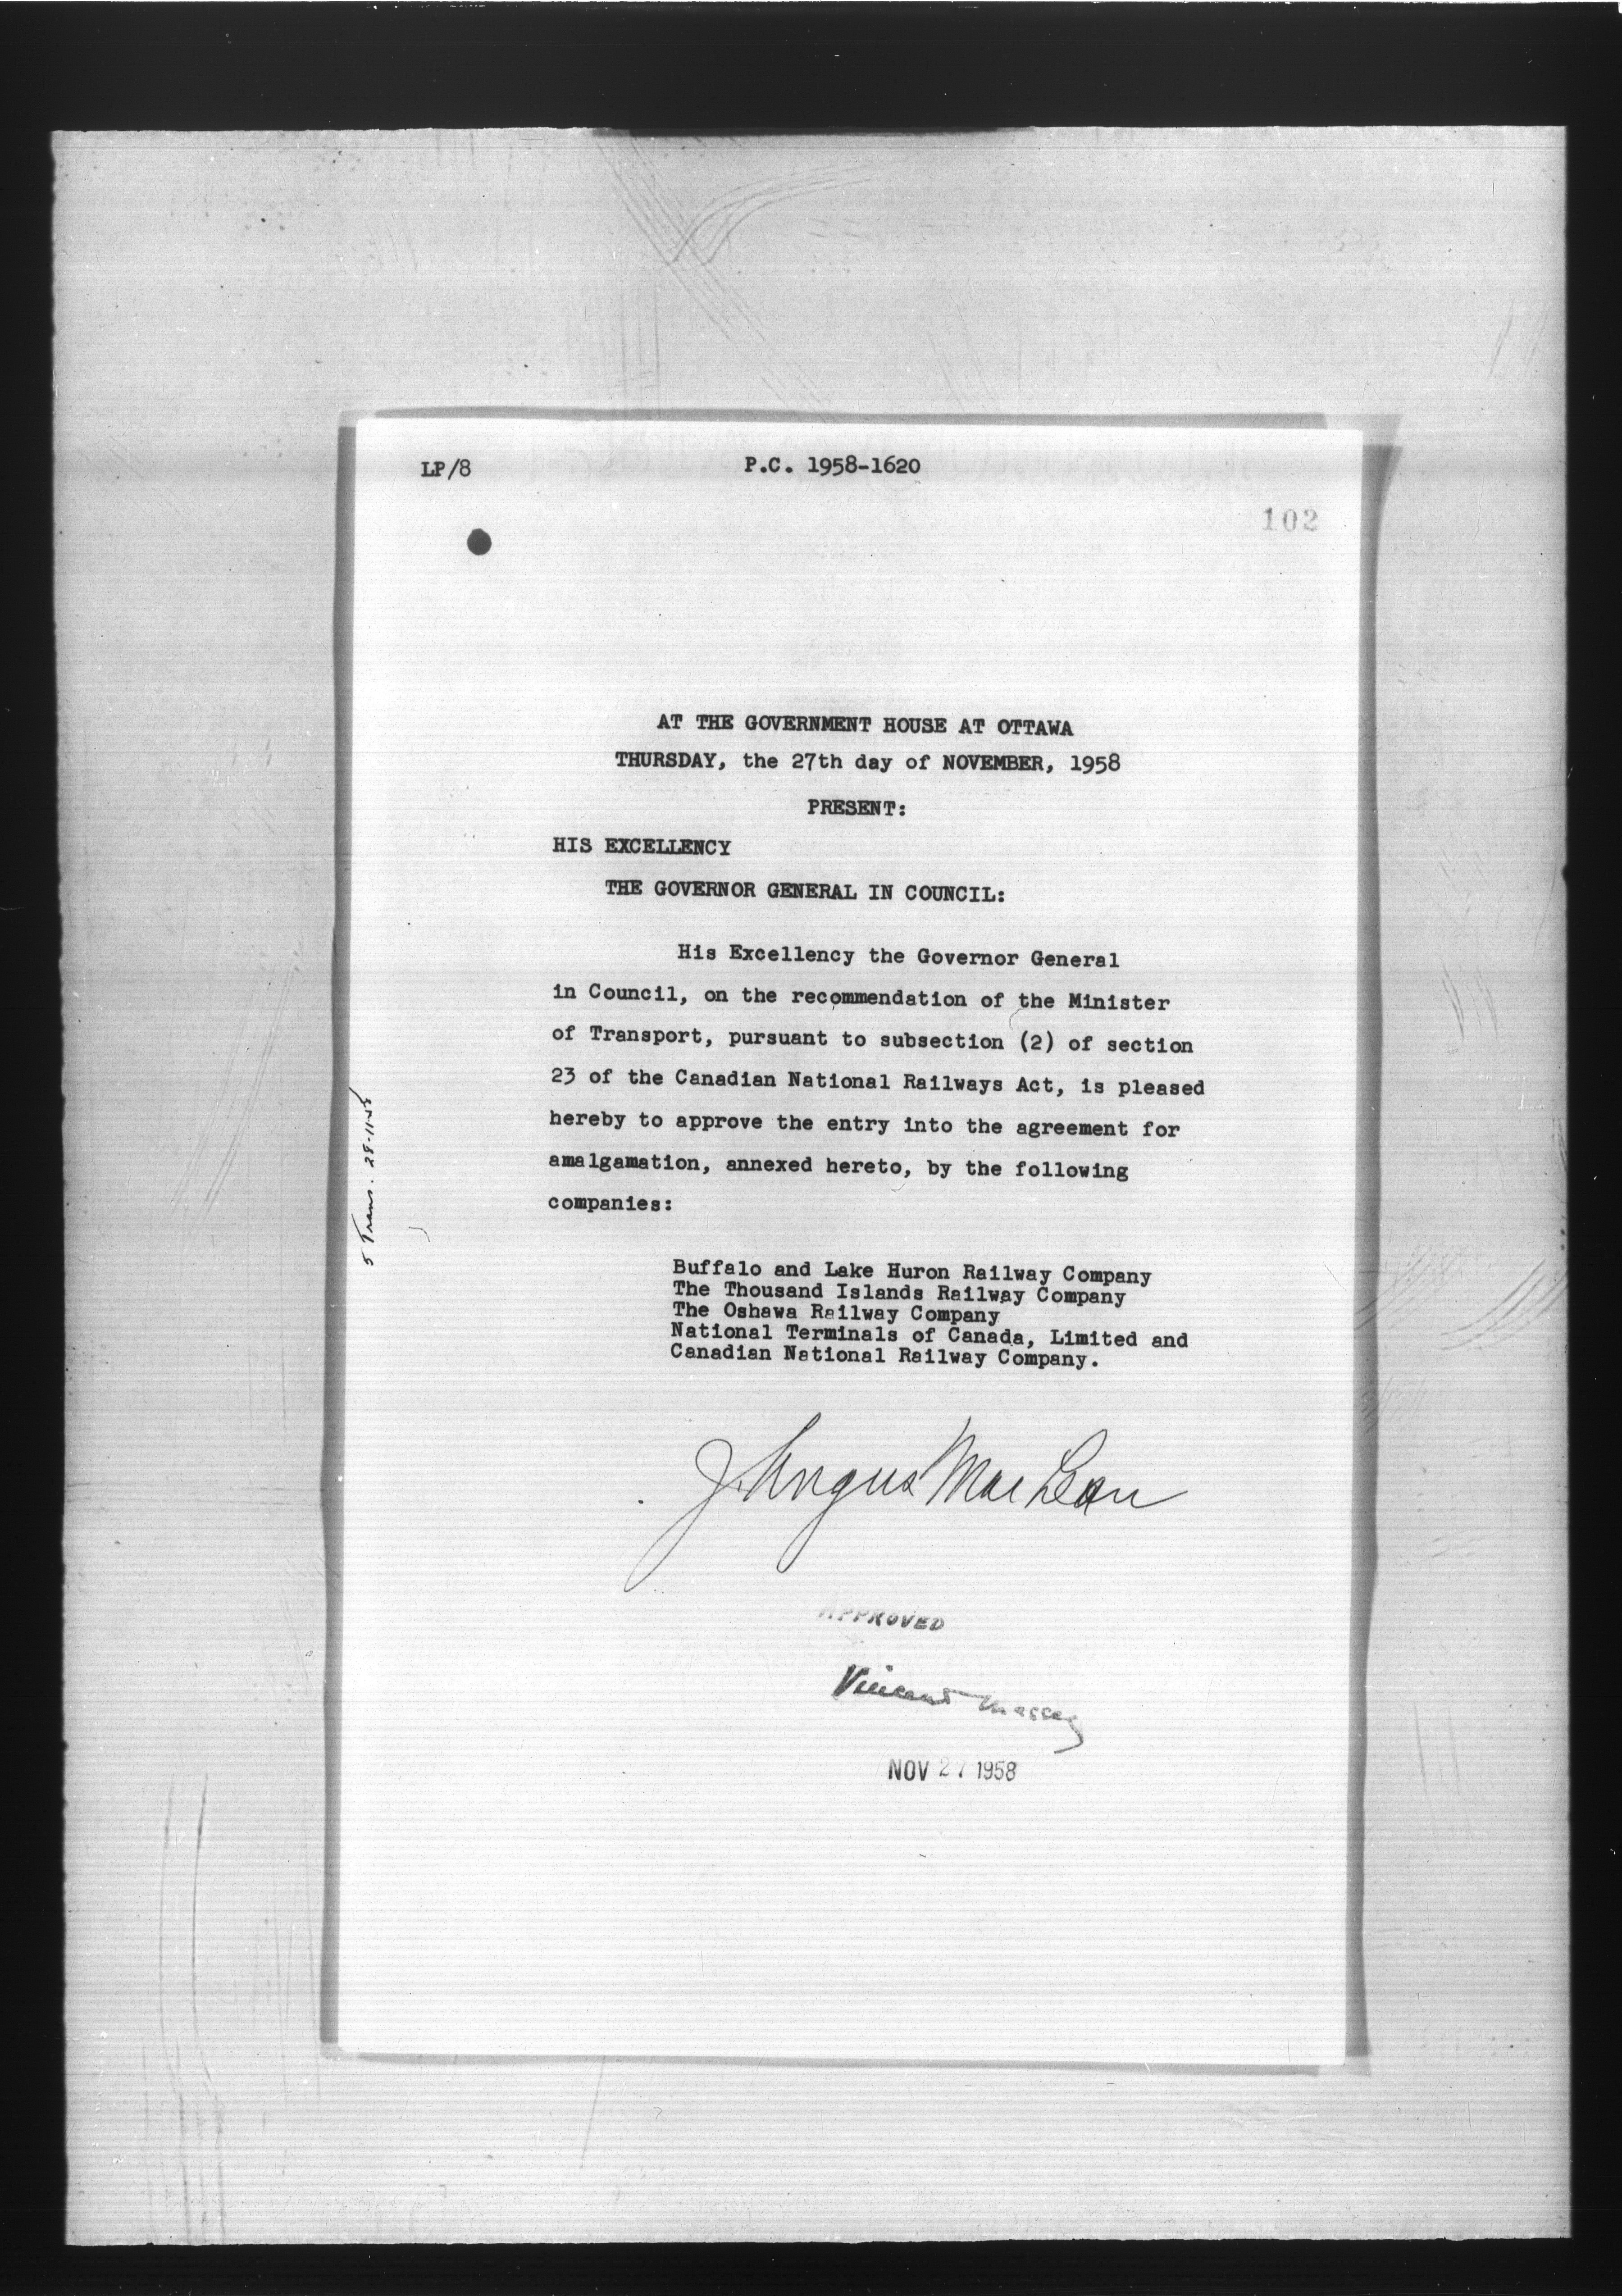 LP/8
P.C. 1958-1620
102
AT THE GOVERNMENT HOUSE AT OTTAWA
THURSDAY, the 27th day of NOVEMBER, 1958
PRESENT:
HIS EXCELLENCY
THE GOVERNOR GENERAL IN COUNCIL:
His Excellency the Governor General
in Council, on the recommendation of the Minister
of Transport, pursuant to subsection (2) of section
23 of the Canadian National Railways Act, is pleased
hereby to approve the entry into the agreement for
amalgamation, annexed hereto, by the following
companies:
Buffalo and Lake Huron Railway Company
The Thousand Islands Railway Company
The Oshawa Railway Company
National Terminals of Canada, Limited and
Canadian National Railway Company.
J. Angus MacLean
APPROVED
Vincent Massey
NOV 27 1958
5 Trans. 28-11-58